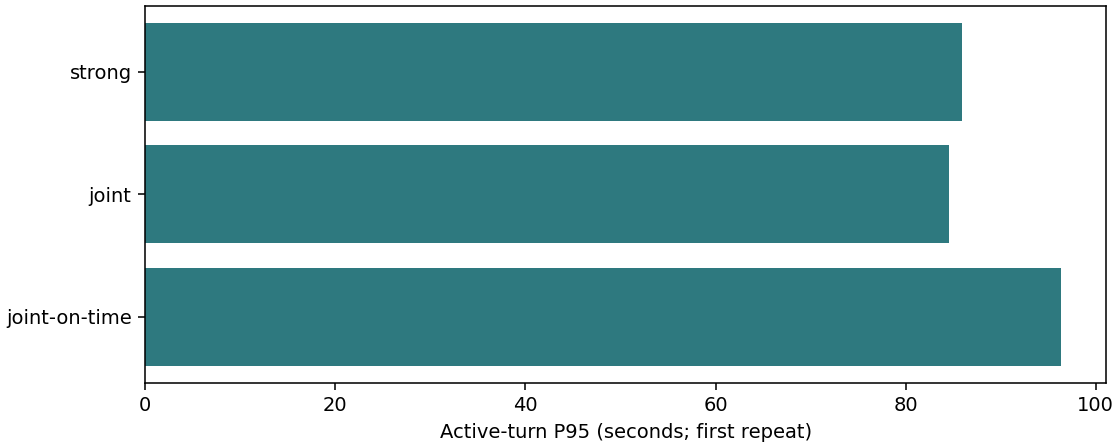 strong
joint
joint-on-time
0 20 40 60 80 100
Active-turn P95 (seconds; first repeat)